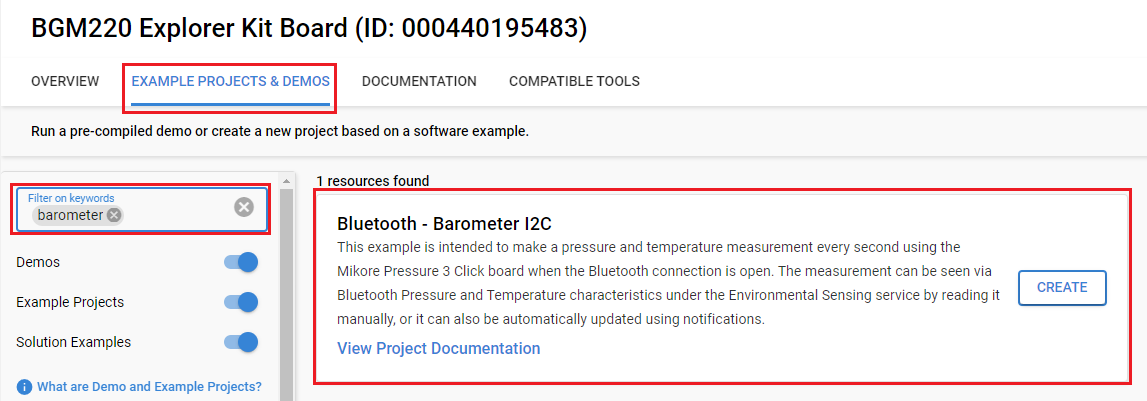 BGM220 Explorer Kit Board (ID: 000440195483)
OVERVIEW EXAMPLE PROJECTS & DEMOS DOCUMENTATION COMPATIBLE TOOLS
Run a pre-compiled demo or create a new project based on a software example.
Filter on keywords
barometer
Demos
Example Projects
Solution Examples
What are Demo and Example Projects?
1 resources found
Bluetooth - Barometer I2C
This example is intended to make a pressure and temperature measurement every second using the
Mikore Pressure 3 Click board when the Bluetooth connection is open. The measurement can be seen via
Bluetooth Pressure and Temperature characteristics under the Environmental Sensing service by reading it
manually, or it can also be automatically updated using notifications.
View Project Documentation
CREATE